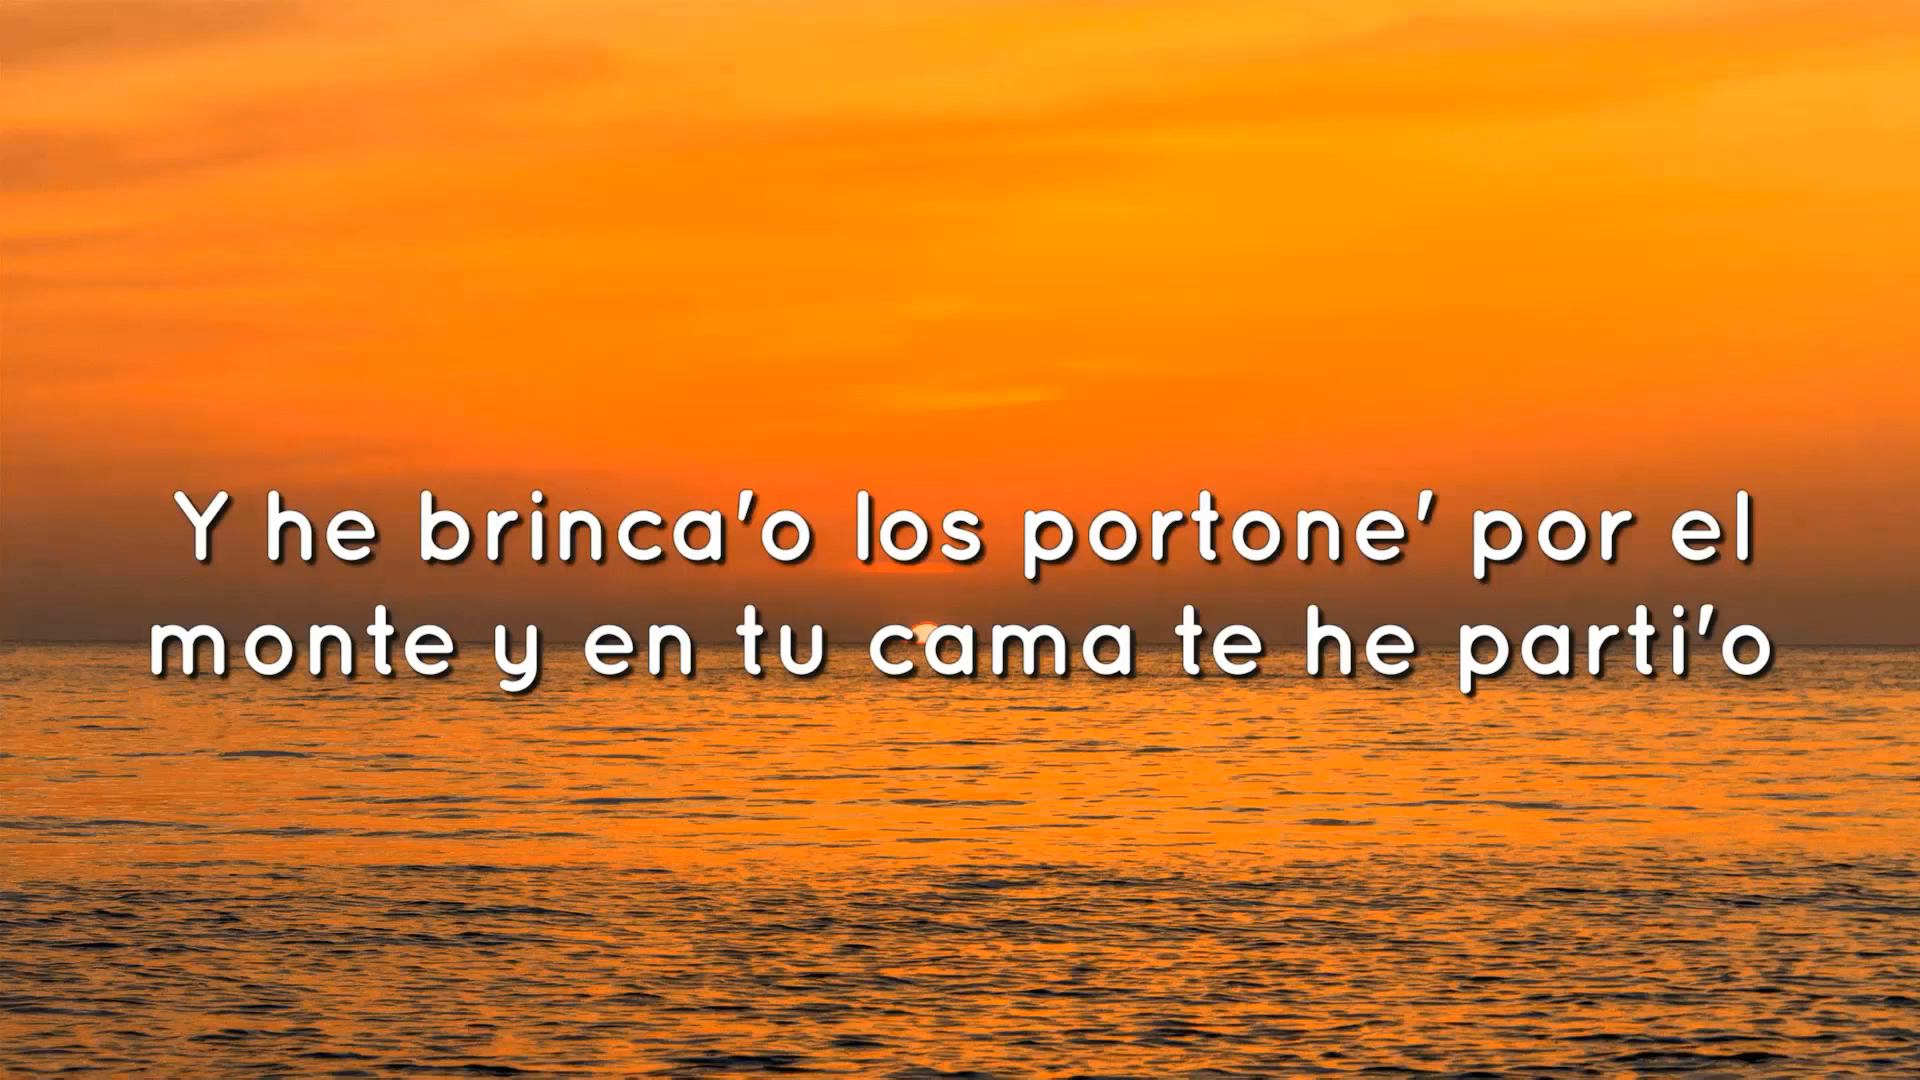 Y he brinca'o los portone' por el
monte y en tu cama te he parti'o